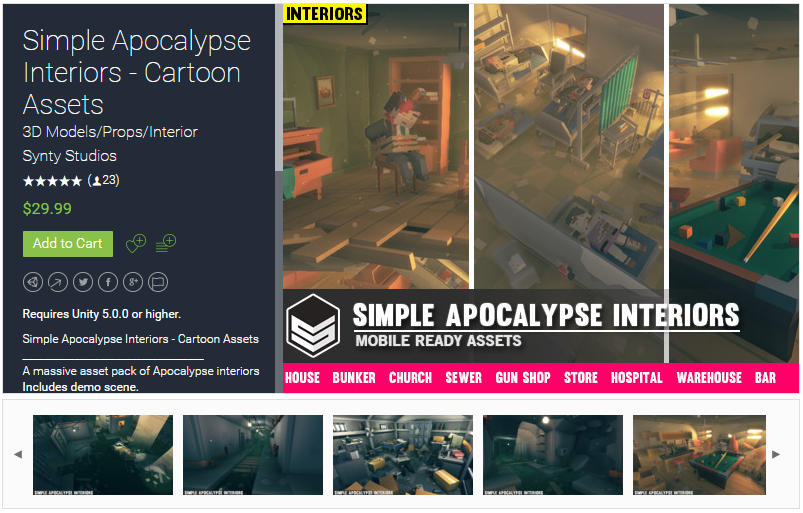 Simple Apocalypse
Interiors - Cartoon
Assets
3D Models/Props/Interior
Synty Studios
(23)
$29.99
Add to Cart
Requires Unity 5.0.0 or higher.
Simple Apocalypse Interiors - Cartoon Assets
A massive asset pack of Apocalypse interiors
Includes demo scene.
INTERIORS
SIMPLE APOCALYPSE INTERIORS
MOBILE READY ASSETS
HOUSE BUNKER CHURCH SEWER GUN SHOP STORE HOSPITAL WAREHOUSE BAR
SIMPLE APOCALYPSE INTERIORS
SIMPLE APOCALYPSE INTERIORS
SIMPLE APOCALYPSE INTERIORS
SIMPLE APOCALYPSE INTERIORS
SIMPLE APOCALYPSE INTERIORS